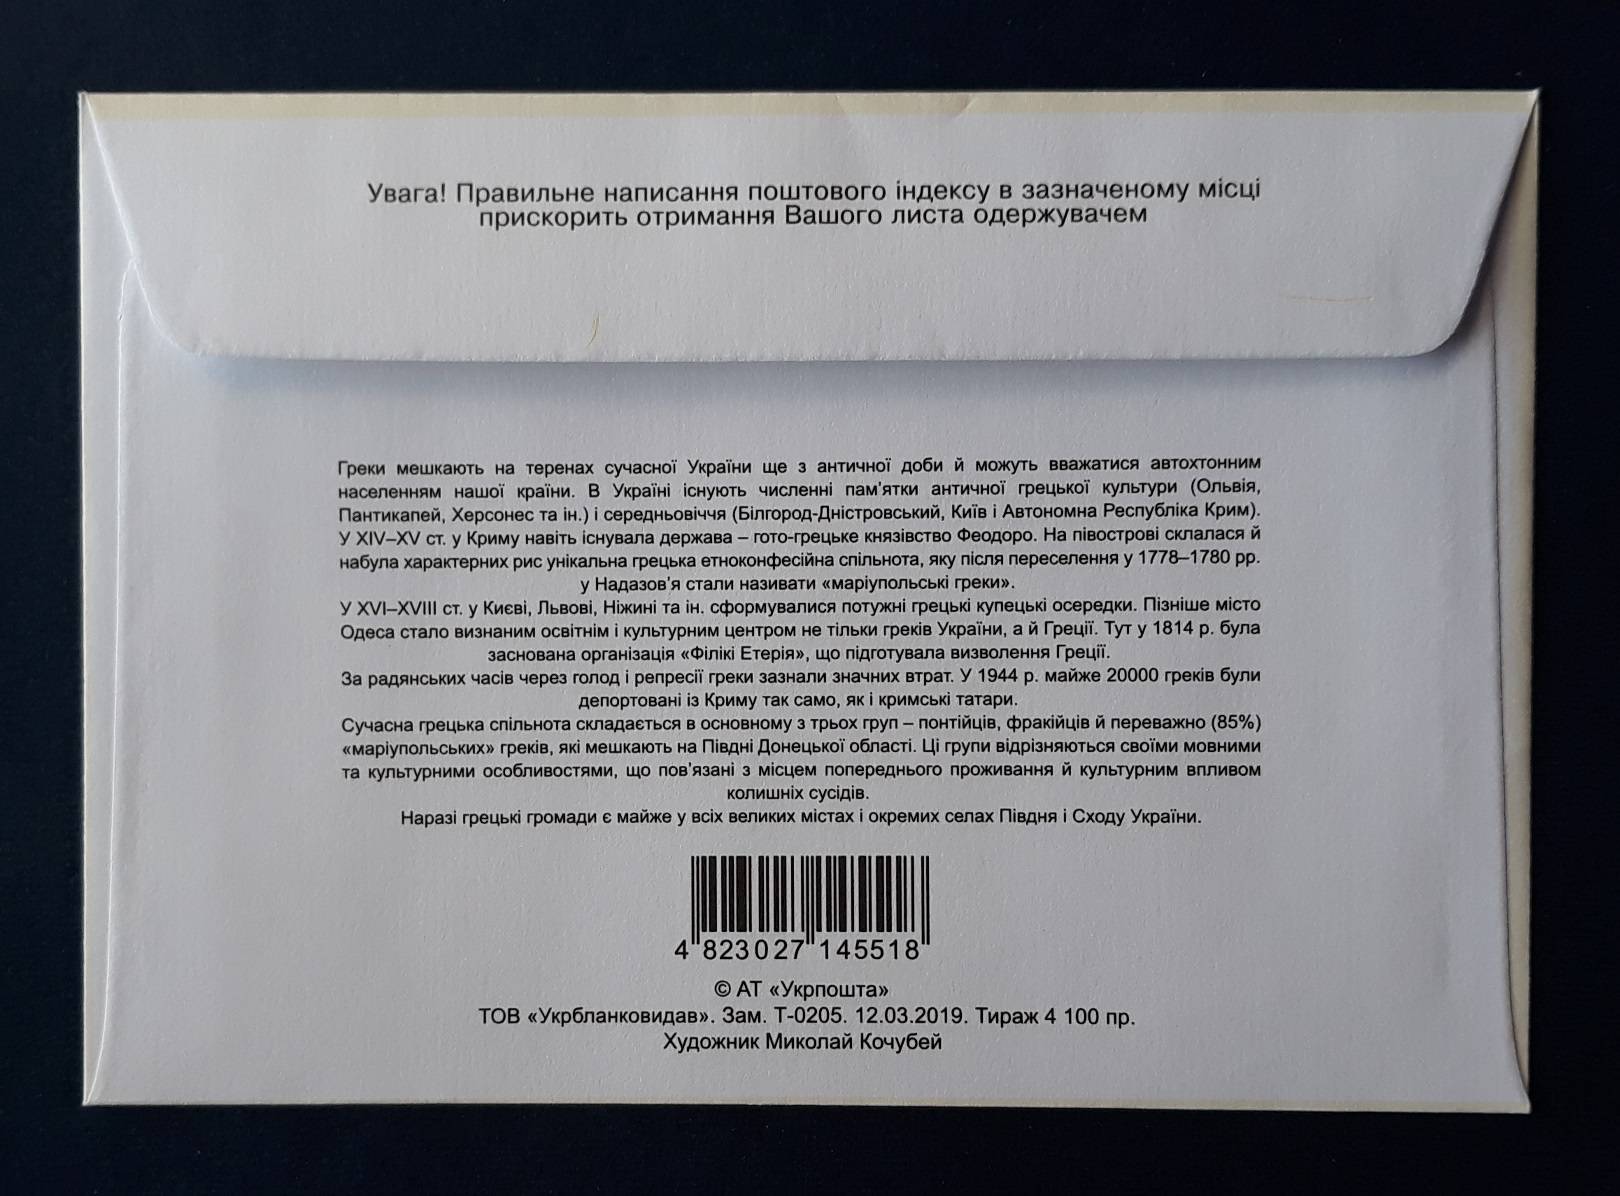 Увага! Правильне написання поштового індексу в зазначеному місці
прискорить отримання Вашого листа одержувачем
Греки мешкають на теренах сучасної України ще з античної доби й можуть вважатися автохтонним
населенням нашої країни. В Україні існують численні пам'ятки античної грецької культури (Ольвія,
Пантикапей, Херсонес та ін.) і середньовіччя (Білгород-Дністровський, Київ і Автономна Республіка Крим).
У XIV–XV ст. у Криму навіть існувала держава – гото-грецьке князівство Феодоро. На півострові склалася й
набула характерних рис унікальна грецька етноконфесійна спільнота, яку після переселення у 1778–1780 рр.
у Надазов'я стали називати «маріупольські греки».
У XVI–XVIII ст. у Києві, Львові, Ніжині та ін. сформувалися потужні грецькі купецькі осередки. Пізніше місто
Одеса стало визнаним освітнім і культурним центром не тільки греків України, а й Греції. Тут у 1814 р. була
заснована організація «Філікі Етерія», що підготувала визволення Греції.
За радянських часів через голод і репресії греки зазнали значних втрат. У 1944 р. майже 20000 греків були
депортовані із Криму так само, як і кримські татари.
Сучасна грецька спільнота складається в основному з трьох груп – понтійців, фракійців й переважно (85%)
«маріупольських» греків, які мешкають на Півдні Донецької області. Ці групи відрізняються своїми мовними
та культурними особливостями, що пов'язані з місцем попереднього проживання й культурним впливом
колишніх сусідів.
Наразі грецькі громади є майже у всіх великих містах і окремих селах Півдня і Сходу України.
4 823027 145518
© АТ «Укрпошта»
ТОВ «Укрбланковидав». Зам. Т-0205. 12.03.2019. Тираж 4 100 пр.
Художник Миколай Кочубей